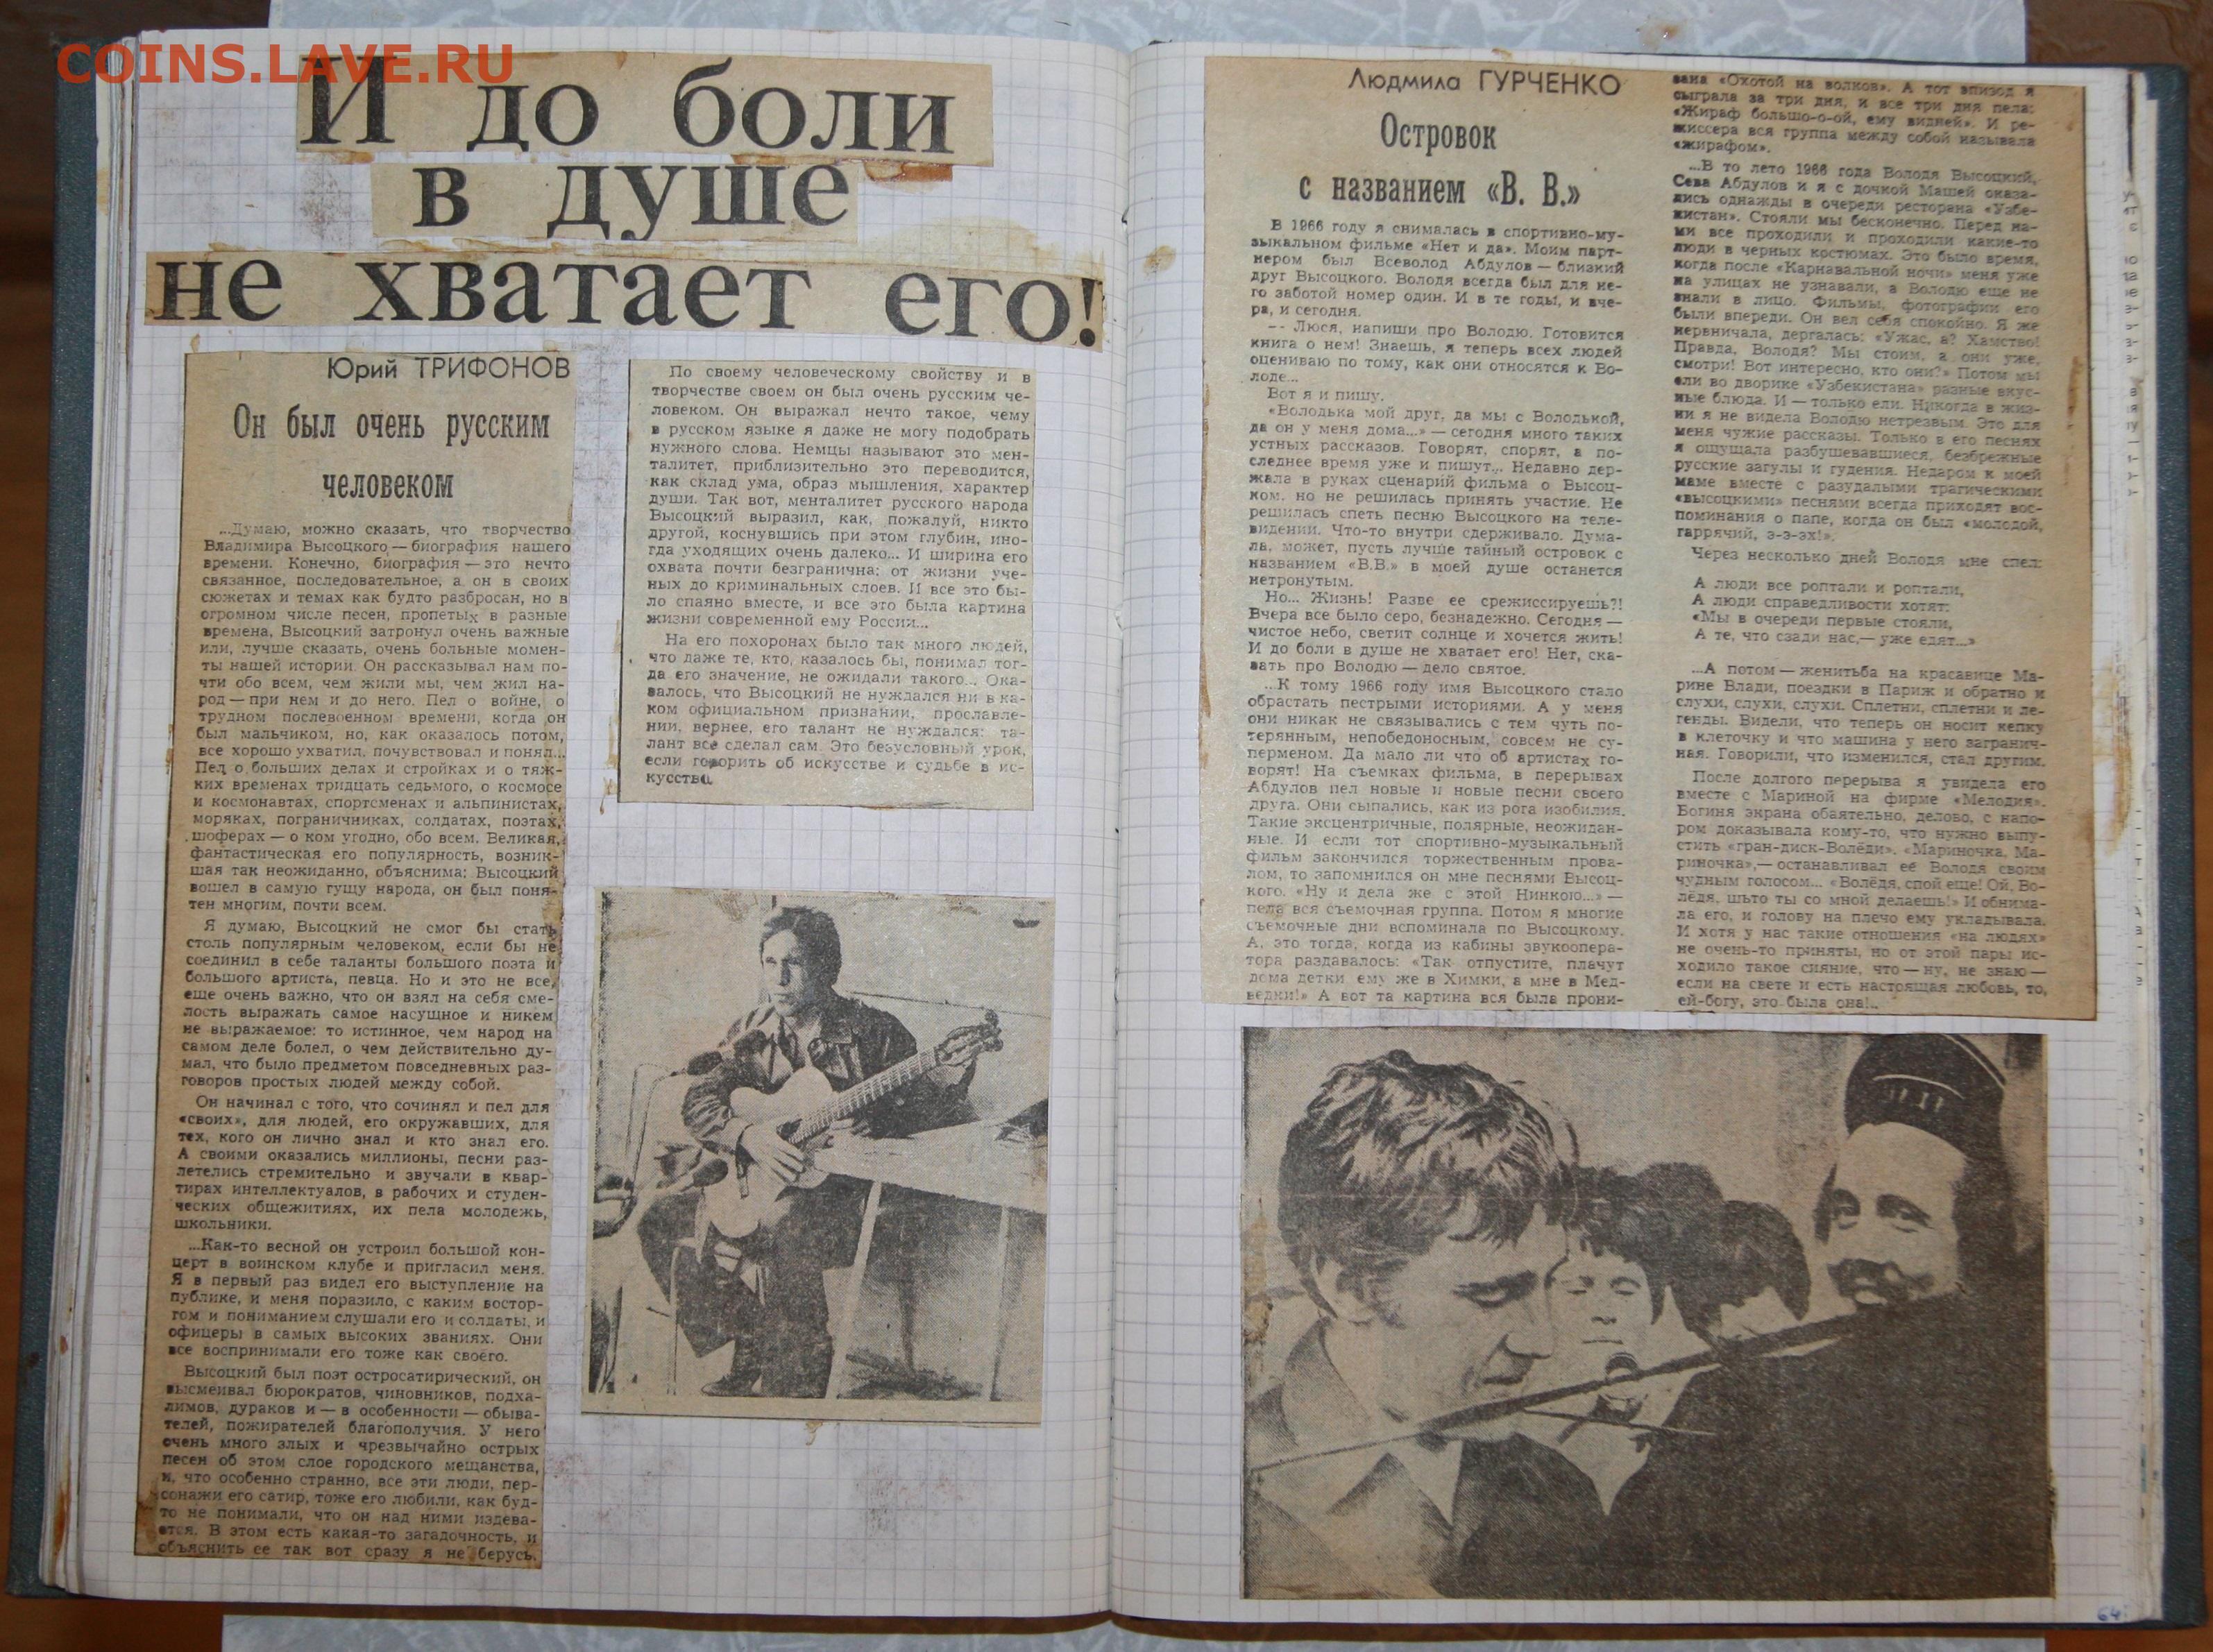 COINS.LAVE.RU
И до боли
в душе
не хватает его!
Юрий ТРИФОНОВ
Он был очень русским
человеком
...Думаю, можно сказать, что творчество
Владимира Высоцкого — биография нашего
времени. Конечно, биография — это нечто
связанное, последовательное, а он в своих
сюжетах и темах как будто разбросан, но в
огромном числе песен, пропетых в разные
времена, Высоцкий затронул очень важные
или, лучше сказать, очень больные момен-
ты нашей истории. Он рассказывал нам по-
чти обо всем, чем жили мы, чем жил на-
род — при нем и до него. Пел о войне, о
трудном послевоенном времени, когда он
был мальчиком, но, как оказалось потом,
все хорошо ухватил, почувствовал и понял...
Пел о больших делах и стройках и о тяж-
ких временах тридцать седьмого, о космосе
и космонавтах, спортсменах и альпинистах,
моряках, пограничниках, солдатах, поэтах,
шоферах — о ком угодно, обо всем. Великая,
фантастическая его популярность, возник-
шая так неожиданно, объяснима: Высоцкий
вошел в самую гущу народа, он был поня-
тен многим, почти всем.
Я думаю, Высоцкий не смог бы стать
столь популярным человеком, если бы не
соединил в себе таланты большого поэта и
большого артиста, певца. Но и это не все,
еще очень важно, что он взял на себя сме-
лость выражать самое насущное и никем
не выражаемое: то истинное, чем народ на
самом деле болел, о чем действительно ду-
мал, что было предметом повседневных раз-
говоров простых людей между собой.
Он начинал с того, что сочинял и пел для
«своих», для людей, его окружавших, для
тех, кого он лично знал и кто знал его.
А своими оказались миллионы, песни раз-
летелись стремительно и звучали в квар-
тирах интеллектуалов, в рабочих и студен-
ческих общежитиях, их пела молодежь,
школьники.
...Как-то весной он устроил большой кон-
церт в воинском клубе и пригласил меня.
Я в первый раз видел его выступление на
публике, и меня поразило, с каким востор-
гом и пониманием слушали его и солдаты, и
офицеры в самых высоких званиях. Они
все воспринимали его тоже как своего.
Высоцкий был поэт остросатирический, он
высмеивал бюрократов, чиновников, подха-
лимов, дураков и — в особенности — обыва-
телей, пожирателей благополучия. У него
очень много злых и чрезвычайно острых
песен об этом слое городского мещанства,
и, что особенно странно, все эти люди, пер-
сонажи его сатир, тоже его любили, как буд-
то не понимали, что он над ними издева-
ется. В этом есть какая-то загадочность, и
объяснить ее так вот сразу я не берусь.
По своему человеческому свойству и в
творчестве своем он был очень русским че-
ловеком. Он выражал нечто такое, чему
в русском языке я даже не могу подобрать
нужного слова. Немцы называют это мен-
талитет, приблизительно это переводится,
как склад ума, образ мышления, характер
души. Так вот, менталитет русского народа
Высоцкий выразил, как, пожалуй, никто
другой, коснувшись при этом глубин, ино-
гда уходящих очень далеко... И ширина его
охвата почти безгранична: от жизни уче-
ных до криминальных слоев. И все это бы-
ло спаяно вместе, и все это была картина
жизни современной ему России...
На его похоронах было так много людей,
что даже те, кто, казалось бы, понимал тог-
да его значение, не ожидали такого... Ока-
залось, что Высоцкий не нуждался ни в ка-
ком официальном признании, прославле-
нии, вернее, его талант не нуждался: та-
лант все сделал сам. Это безусловный урок,
если говорить об искусстве и судьбе в ис-
кусстве.
Людмила ГУРЧЕНКО
Островок
с названием «В. В.»
В 1966 году я снималась в спортивно-му-
зыкальном фильме «Нет и да». Моим парт-
нером был Всеволод Абдулов — близкий
друг Высоцкого. Володя всегда был для не-
го заботой номер один. И в те годы, и вче-
ра, и сегодня.
— Люся, напиши про Володю. Готовится
книга о нем! Знаешь, я теперь всех людей
оцениваю по тому, как они относятся к Во-
лоде...
Вот я и пишу.
«Володька мой друг, да мы с Володькой,
да он у меня дома...» — сегодня много таких
устных рассказов. Говорят, спорят, а по-
следнее время уже и пишут... Недавно дер-
жала в руках сценарий фильма о Высоц-
ком, но не решилась принять участие. Не
решилась спеть песню Высоцкого на теле-
видении. Что-то внутри сдерживало. Дума-
ла, может, пусть лучше тайный островок с
названием «В.В.» в моей душе останется
нетронутым.
Но... Жизнь! Разве ее срежиссируешь?!
Вчера все было серо, безнадежно. Сегодня —
чистое небо, светит солнце и хочется жить!
И до боли в душе не хватает его! Нет, ска-
зать про Володю — дело святое.
...К тому 1966 году имя Высоцкого стало
обрастать пестрыми историями. А у меня
они никак не связывались с тем чуть по-
терянным, непобедоносным, совсем не су-
перменом. Да мало ли что об артистах го-
ворят! На съемках фильма, в перерывах
Абдулов пел новые и новые песни своего
друга. Они сыпались, как из рога изобилия.
Такие эксцентричные, полярные, неожидан-
ные. И если тот спортивно-музыкальный
фильм закончился торжественным прова-
лом, то запомнился он мне песнями Высоц-
кого. «Ну и дела же с этой Нинкою...» —
пела вся съемочная группа. Потом я многие
съемочные дни вспоминала по Высоцкому.
А, это тогда, когда из кабины звукоопера-
тора раздавалось: «Так отпустите, плачут
дома детки ему же в Химки, а мне в Мед-
ведки!» А вот та картина вся была прони-
зана «Охотой на волков». А тот эпизод я
сыграла за три дня, и все три дня пела:
«Жираф большо-о-ой, ему видней». И ре-
жиссера вся группа между собой называла
«жирафом».
...В то лето 1966 года Володя Высоцкий,
Сева Абдулов и я с дочкой Машей оказа-
лись однажды в очереди ресторана «Узбе-
кистан». Стояли мы бесконечно. Перед на-
ми все проходили и проходили какие-то
люди в черных костюмах. Это было время,
когда после «Карнавальной ночи» меня уже
на улицах не узнавали, а Володю еще не
знали в лицо. Фильмы, фотографии его
были впереди. Он вел себя спокойно. Я же
нервничала, дергалась: «Ужас, а? Хамство!
Правда, Володя? Мы стоим, а они уже,
смотри! Вот интересно, кто они?» Потом мы
ели во дворике «Узбекистана» разные вкус-
ные блюда. И — только ели. Никогда в жиз-
ни я не видела Володю нетрезвым. Это для
меня чужие рассказы. Только в его песнях
я ощущала разбушевавшиеся, безбрежные
русские загулы и гудения. Недаром к моей
маме вместе с разудалыми трагическими
«высоцкими» песнями всегда приходят вос-
поминания о папе, когда он был «молодой,
гаррячий, э-э-эх!».
Через несколько дней Володя мне спел:
А люди все роптали и роптали,
А люди справедливости хотят:
«Мы в очереди первые стояли,
А те, что сзади нас,— уже едят...»
...А потом — женитьба на красавице Ма-
рине Влади, поездки в Париж и обратно и
слухи, слухи, слухи. Сплетни, сплетни и ле-
генды. Видели, что теперь он носит кепку
в клеточку и что машина у него загранич-
ная. Говорили, что изменился, стал другим.
После долгого перерыва я увидела его
вместе с Мариной на фирме «Мелодия».
Богиня экрана обаятельно, делово, с напо-
ром доказывала кому-то, что нужно выпу-
стить «гран-диск-Волёди». «Мариночка, Ма-
риночка»,— останавливал ее Володя своим
чудным голосом... «Волёдя, спой еще! Ой, Во-
лёдя, шьто ты со мной делаешь!» И обнима-
ла его, и голову на плечо ему укладывала.
И хотя у нас такие отношения «на людях»
не очень-то приняты, но от этой пары ис-
ходило такое сияние, что — ну, не знаю —
если на свете и есть настоящая любовь, то,
ей-богу, это была она!..
64